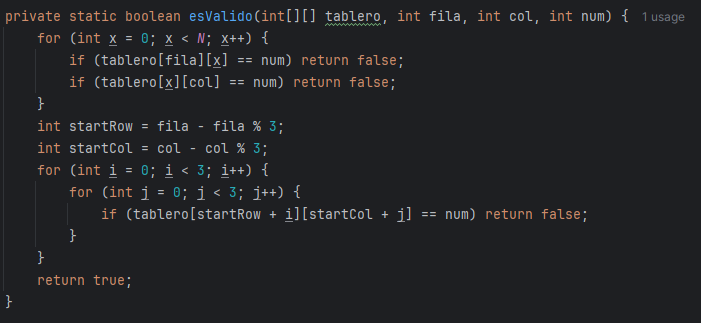 private static boolean esValido(int[][] tablero, int fila, int col, int num) { 1 usage
    for (int x = 0; x < N; x++) {
        if (tablero[fila][x] == num) return false;
        if (tablero[x][col] == num) return false;
    }
    int startRow = fila - fila % 3;
    int startCol = col - col % 3;
    for (int i = 0; i < 3; i++) {
        for (int j = 0; j < 3; j++) {
            if (tablero[startRow + i][startCol + j] == num) return false;
        }
    }
    return true;
}